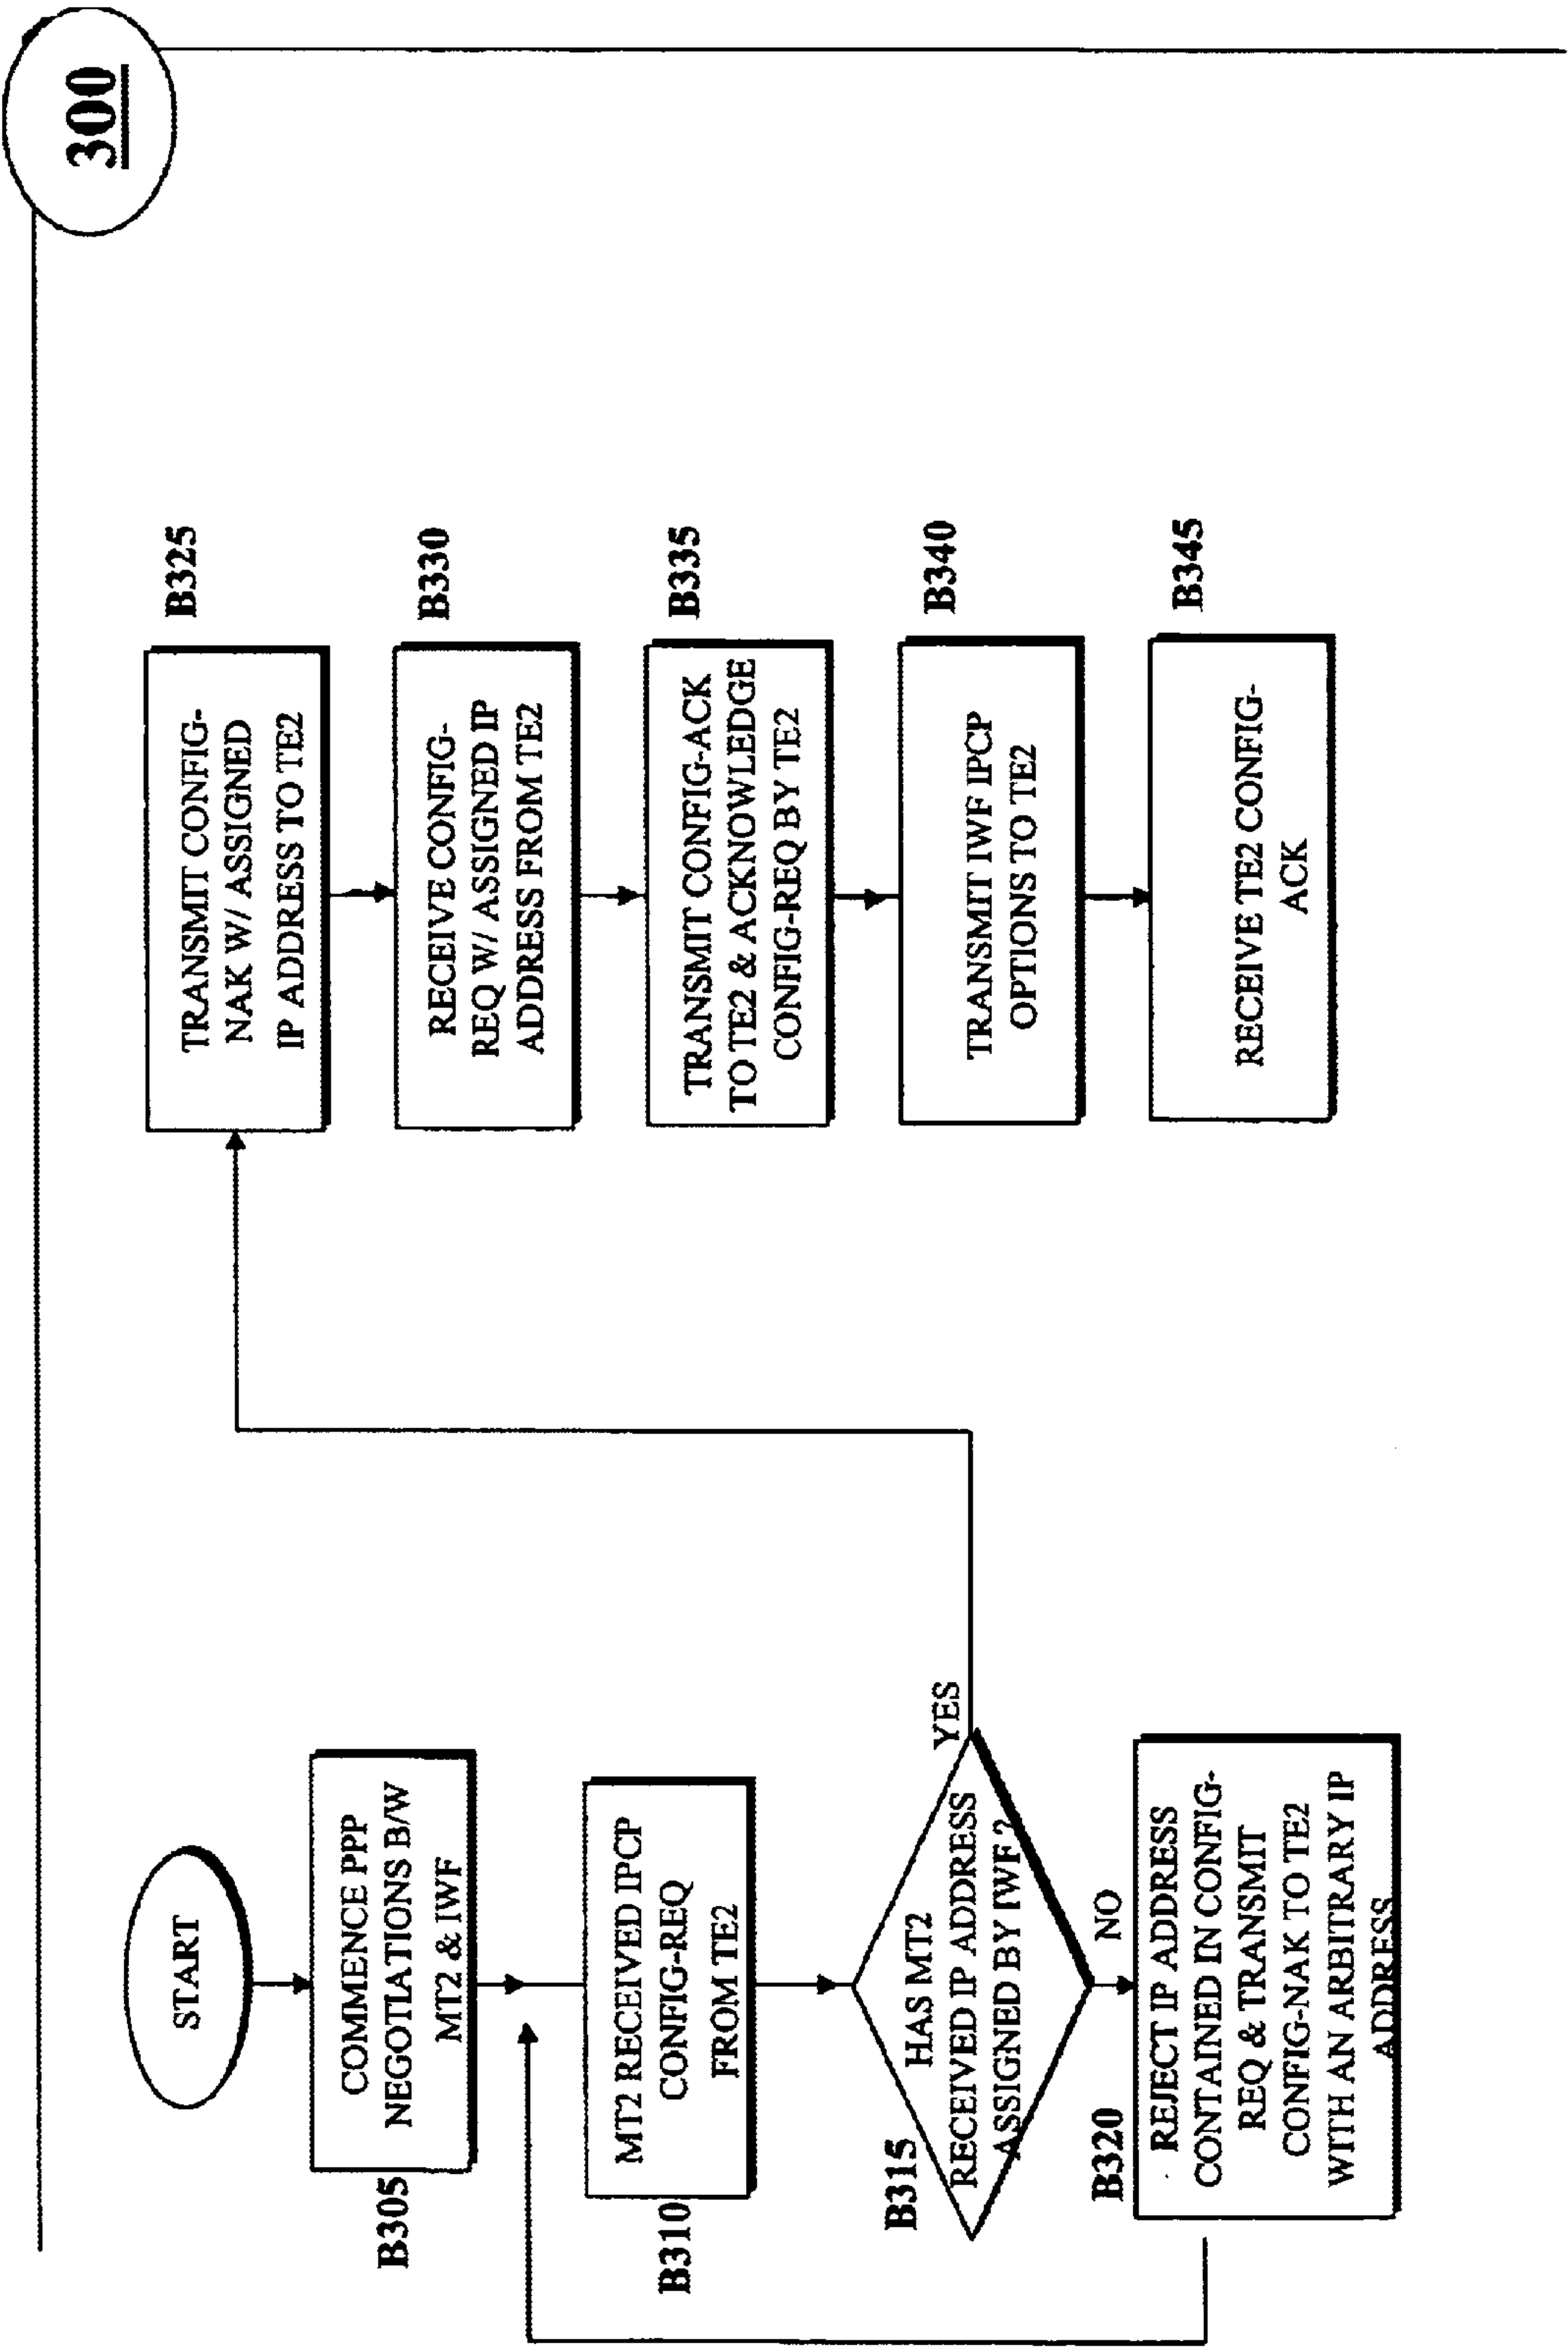 300
START
COMMENCE PPP
NEGOTIATIONS B/W
MT2 & IWF
B305
MT2 RECEIVED IPCP
CONFIG-REQ
FROM TE2
B310
HAS MT2
RECEIVED IP ADDRESS
ASSIGNED BY IWF ?
B315
YES
NO
REJECT IP ADDRESS
CONTAINED IN CONFIG-
REQ & TRANSMIT
CONFIG-NAK TO TE2
WITH AN ARBITRARY IP
ADDRESS
B320
TRANSMIT CONFIG-
NAK W/ ASSIGNED
IP ADDRESS TO TE2
B325
RECEIVE CONFIG-
REQ W/ ASSIGNED IP
ADDRESS FROM TE2
B330
TRANSMIT CONFIG-ACK
TO TE2 & ACKNOWLEDGE
CONFIG-REQ BY TE2
B335
TRANSMIT IWF IPCP
OPTIONS TO TE2
B340
RECEIVE TE2 CONFIG-
ACK
B345